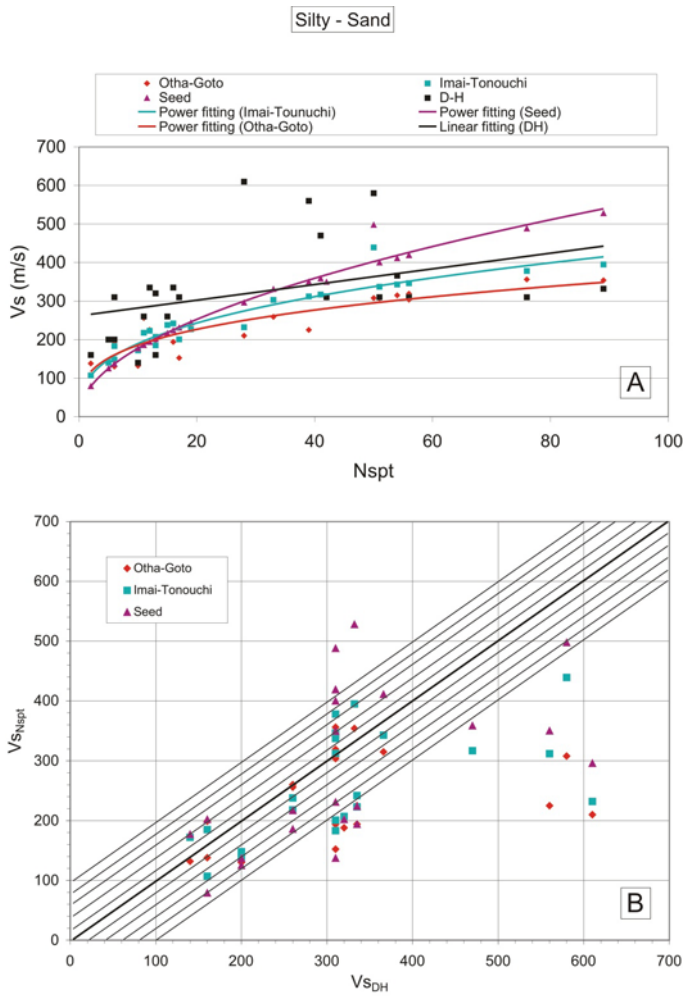 Silty - Sand
Otha-Goto Imai-Tonouchi
Seed D-H
Power fitting (Imai-Tounuchi) Power fitting (Seed)
Power fitting (Otha-Goto) Linear fitting (DH)
700
600
500
400
300
200
100
0
Vs (m/s)
0 20 40 60 80 100
Nspt
A
700
600
500
400
300
200
100
0
Otha-Goto
Imai-Tonouchi
Seed
VsNspt
0 100 200 300 400 500 600 700
VsDH
B